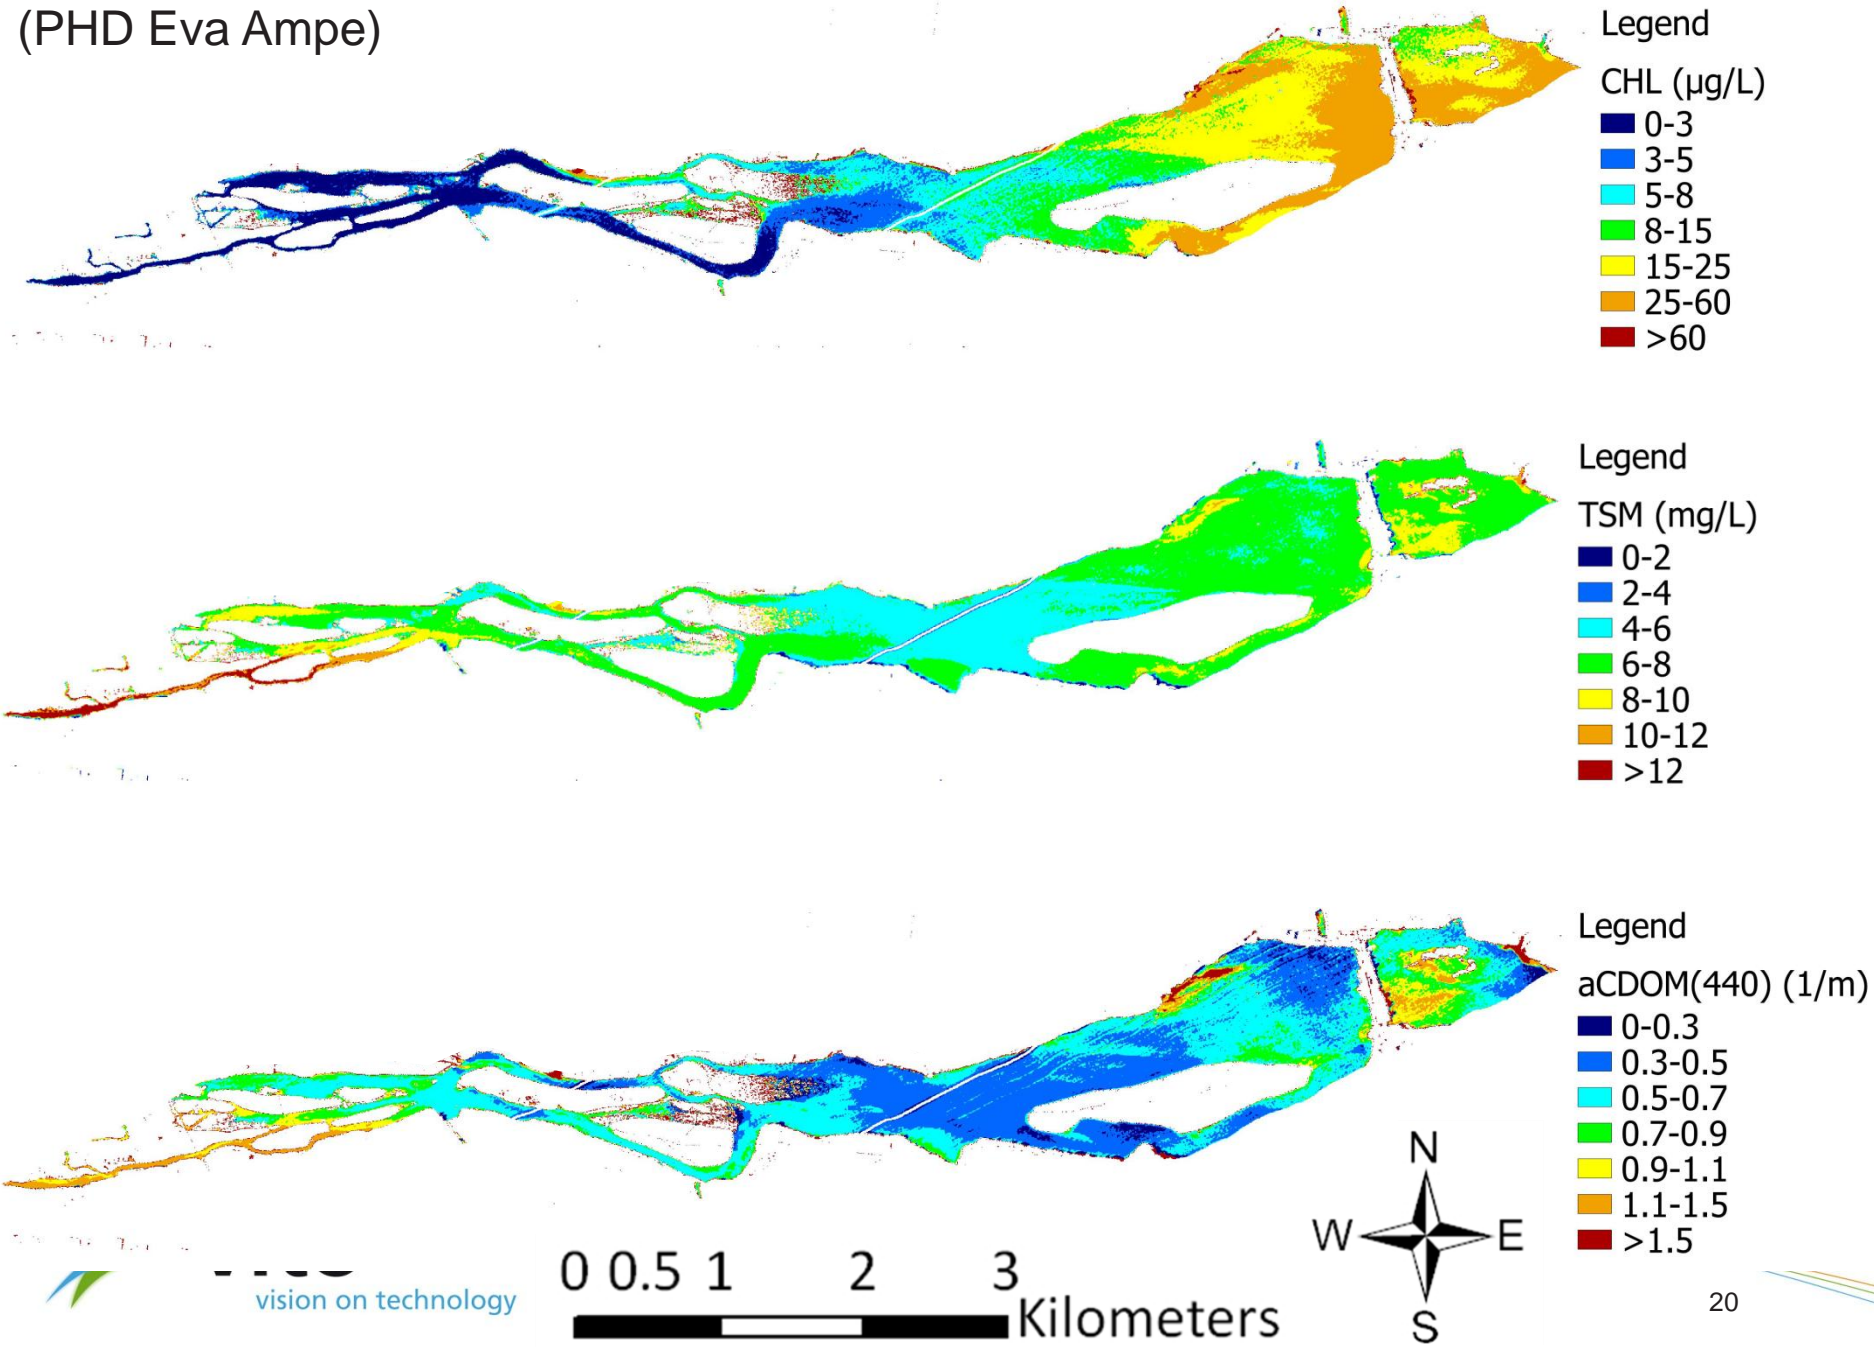 (PHD Eva Ampe)
Legend
CHL (µg/L)
0-3
3-5
5-8
8-15
15-25
25-60
>60
Legend
TSM (mg/L)
0-2
2-4
4-6
6-8
8-10
10-12
>12
Legend
aCDOM(440) (1/m)
0-0.3
0.3-0.5
0.5-0.7
0.7-0.9
0.9-1.1
1.1-1.5
>1.5
N
W E
S
0 0.5 1 2 3
Kilometers
vision on technology
20